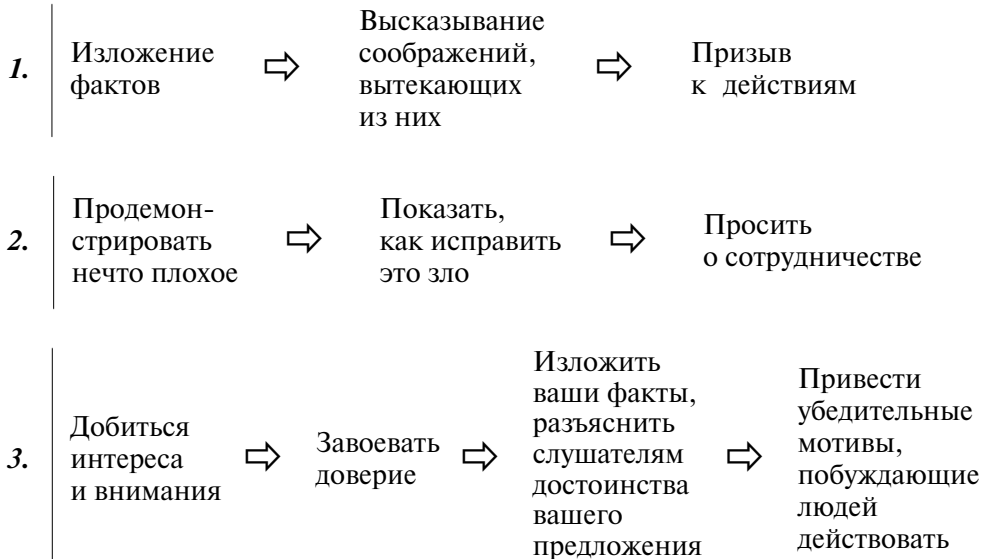 1.
Изложение
фактов
Высказывание
соображений,
вытекающих
из них
Призыв
к действиям
2.
Продемон-
стрировать
нечто плохое
Показать,
как исправить
это зло
Просить
о сотрудничестве
3.
Добиться
интереса
и внимания
Завоевать
доверие
Изложить
ваши факты,
разъяснить
слушателям
достоинства
вашего
предложения
Привести
убедительные
мотивы,
побуждающие
людей
действовать